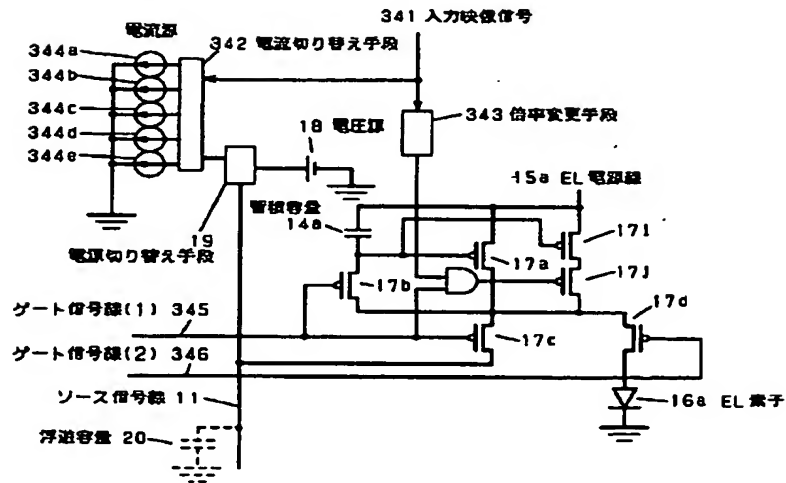 341 入力映像信号
電流源
344a
342 電流切り替え手段
344b
344c
344d
344e
18 電圧源
343 倍率変更手段
15a EL 電源線
19
電源切り替え手段
蓄積容量
14a
17i
17a
17j
17b
17d
ゲート信号線(1) 345
17c
ゲート信号線(2) 346
ソース信号線 11
16a EL 素子
浮遊容量 20